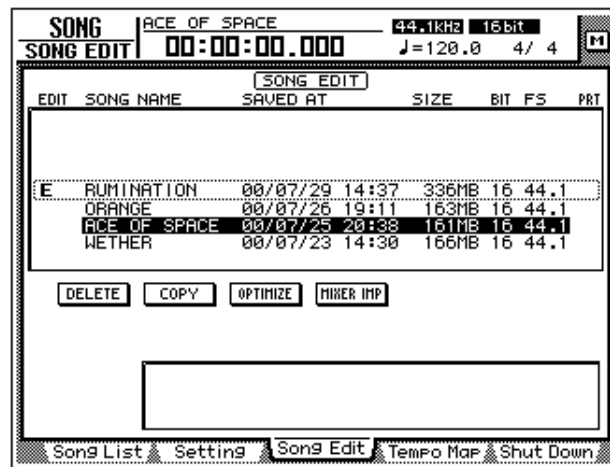 SONG ACE OF SPACE 44.1kHz 16bit
SONG EDIT 00:00:00.000 ♩=120.0 4/ 4 M
SONG EDIT
EDIT SONG NAME SAVED AT SIZE BIT FS PRT
E RUMINATION 00/07/29 14:37 336MB 16 44.1
ORANGE 00/07/26 19:11 163MB 16 44.1
ACE OF SPACE 00/07/25 20:38 161MB 16 44.1
WETHER 00/07/23 14:30 166MB 16 44.1
DELETE COPY OPTIMIZE MIXER IMP
Song List Setting Song Edit Tempo Map Shut Down